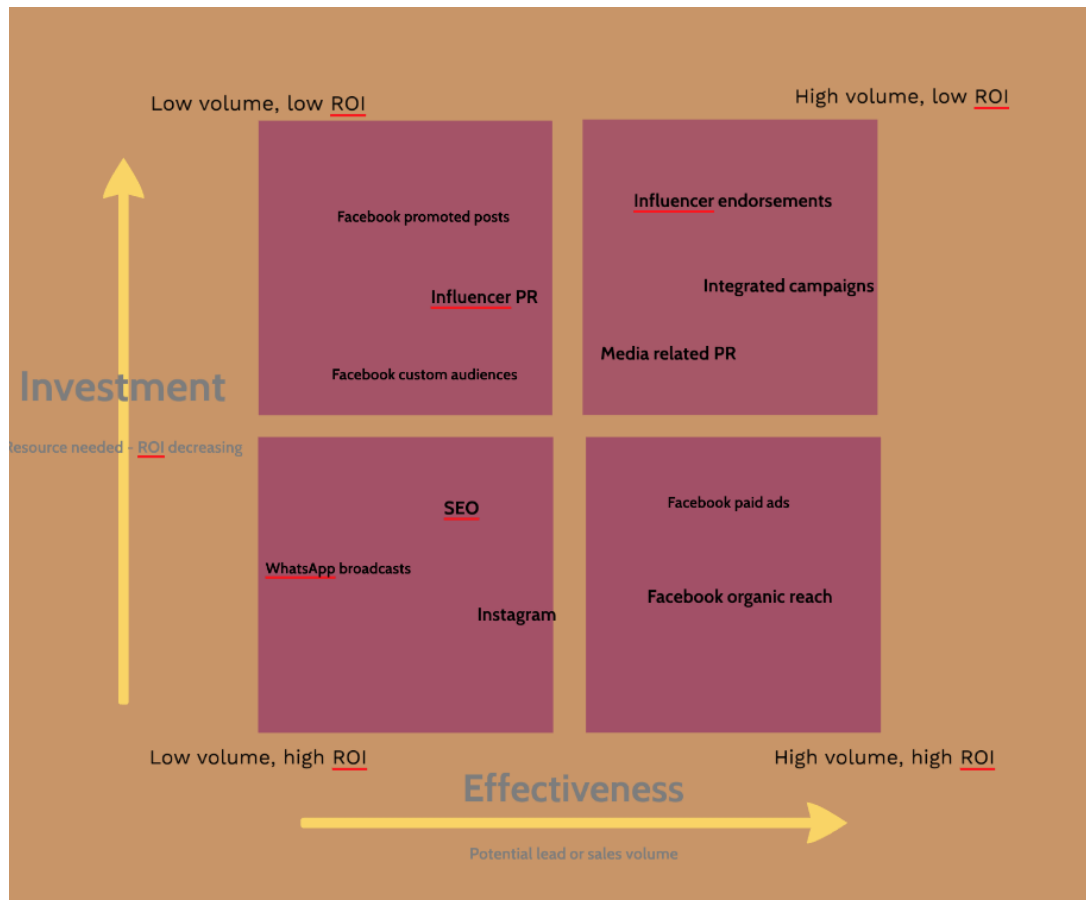 Low volume, low ROI
High volume, low ROI
Facebook promoted posts
Influencer PR
Facebook custom audiences
Influencer endorsements
Integrated campaigns
Media related PR
Investment
Resource needed - ROI decreasing
SEO
WhatsApp broadcasts
Instagram
Facebook paid ads
Facebook organic reach
Low volume, high ROI
High volume, high ROI
Effectiveness
Potential lead or sales volume